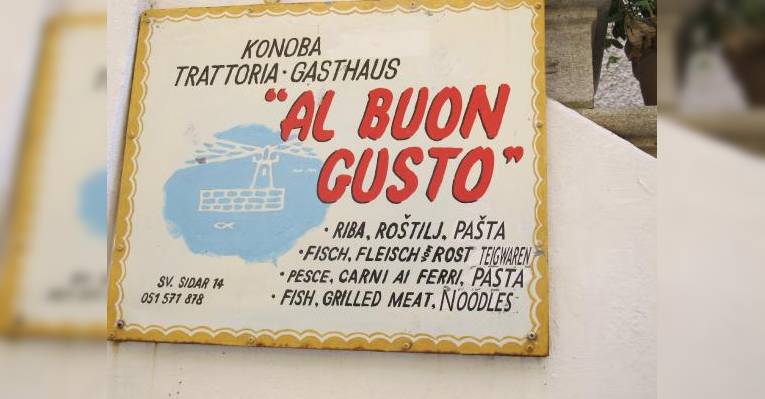 KONOBA
TRATTORIA · GASTHAUS
"AL BUON
GUSTO"
· RIBA, ROŠTILJ, PAŠTA
· FISCH, FLEISCH VOM ROST TEIGWAREN
· PESCE, CARNI AI FERRI, PASTA
· FISH, GRILLED MEAT, NOODLES
SV. SIDAR 14
051 571 878